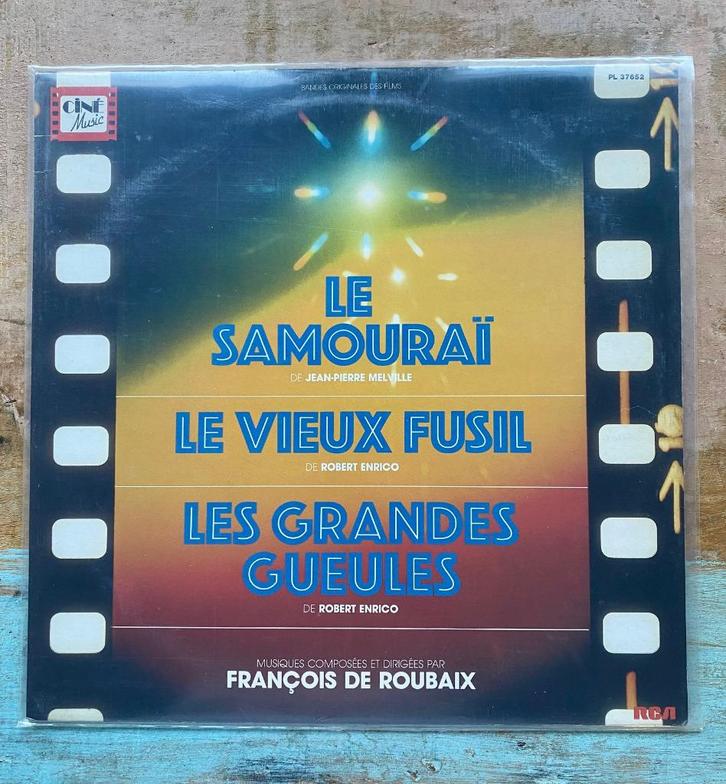 BANDES ORIGINALES DES FILMS
PL 37652
CINÉ
Music
LE
SAMOURAÏ
DE JEAN-PIERRE MELVILLE
LE VIEUX FUSIL
DE ROBERT ENRICO
LES GRANDES
GUEULES
DE ROBERT ENRICO
MUSIQUES COMPOSÉES ET DIRIGÉES PAR
FRANÇOIS DE ROUBAIX
RCA